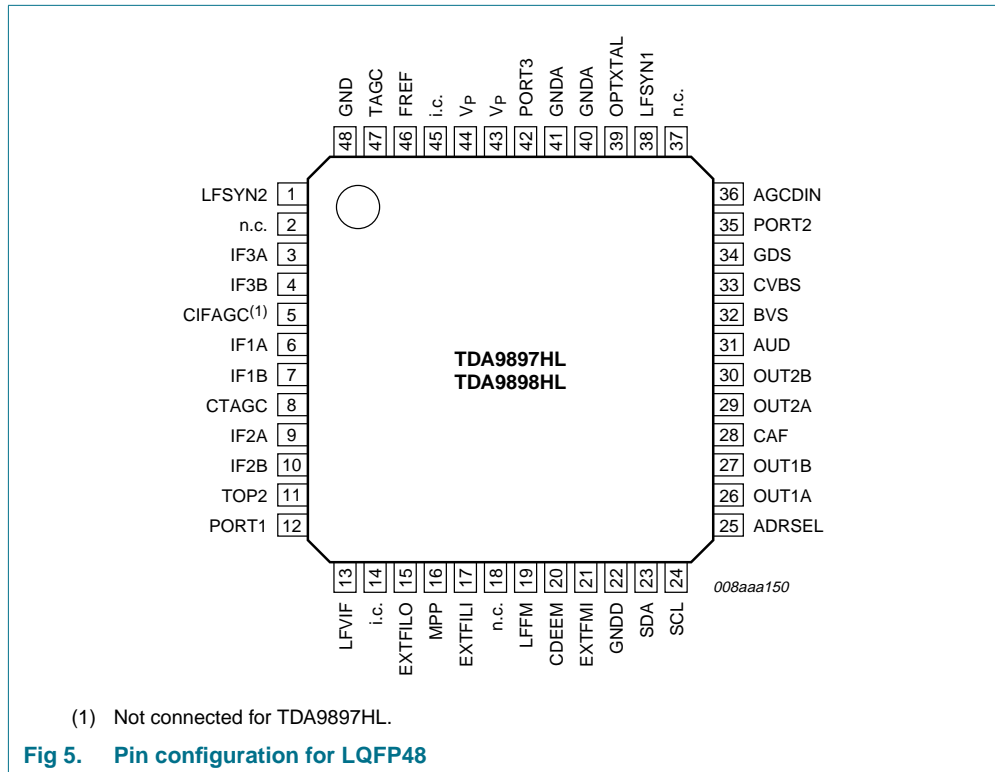 GND TAGC FREF i.c. VP VP PORT3 GNDA GNDA OPTXTAL LFSYN1 n.c.
48 47 46 45 44 43 42 41 40 39 38 37
LFSYN2 1
n.c. 2
IF3A 3
IF3B 4
CIFAGC(1) 5
IF1A 6
IF1B 7
CTAGC 8
IF2A 9
IF2B 10
TOP2 11
PORT1 12
TDA9897HL
TDA9898HL
36 AGCDIN
35 PORT2
34 GDS
33 CVBS
32 BVS
31 AUD
30 OUT2B
29 OUT2A
28 CAF
27 OUT1B
26 OUT1A
25 ADRSEL
13 14 15 16 17 18 19 20 21 22 23 24
LFVIF i.c. EXTFILO MPP EXTFILI n.c. LFFM CDEEM EXTFMI GNDD SDA SCL
008aaa150
(1) Not connected for TDA9897HL.
Fig 5. Pin configuration for LQFP48